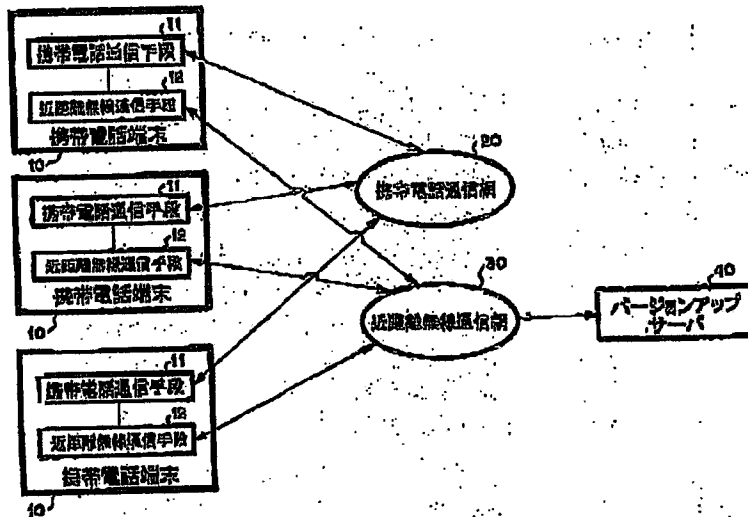 11
携帯電話通信手段
12
近距離無線通信手段
携帯電話端末
10
11
携帯電話通信手段
12
近距離無線通信手段
携帯電話端末
10
11
携帯電話通信手段
12
近距離無線通信手段
携帯電話端末
10
20
携帯電話通信網
30
近距離無線通信網
40
バージョンアップ
サーバ